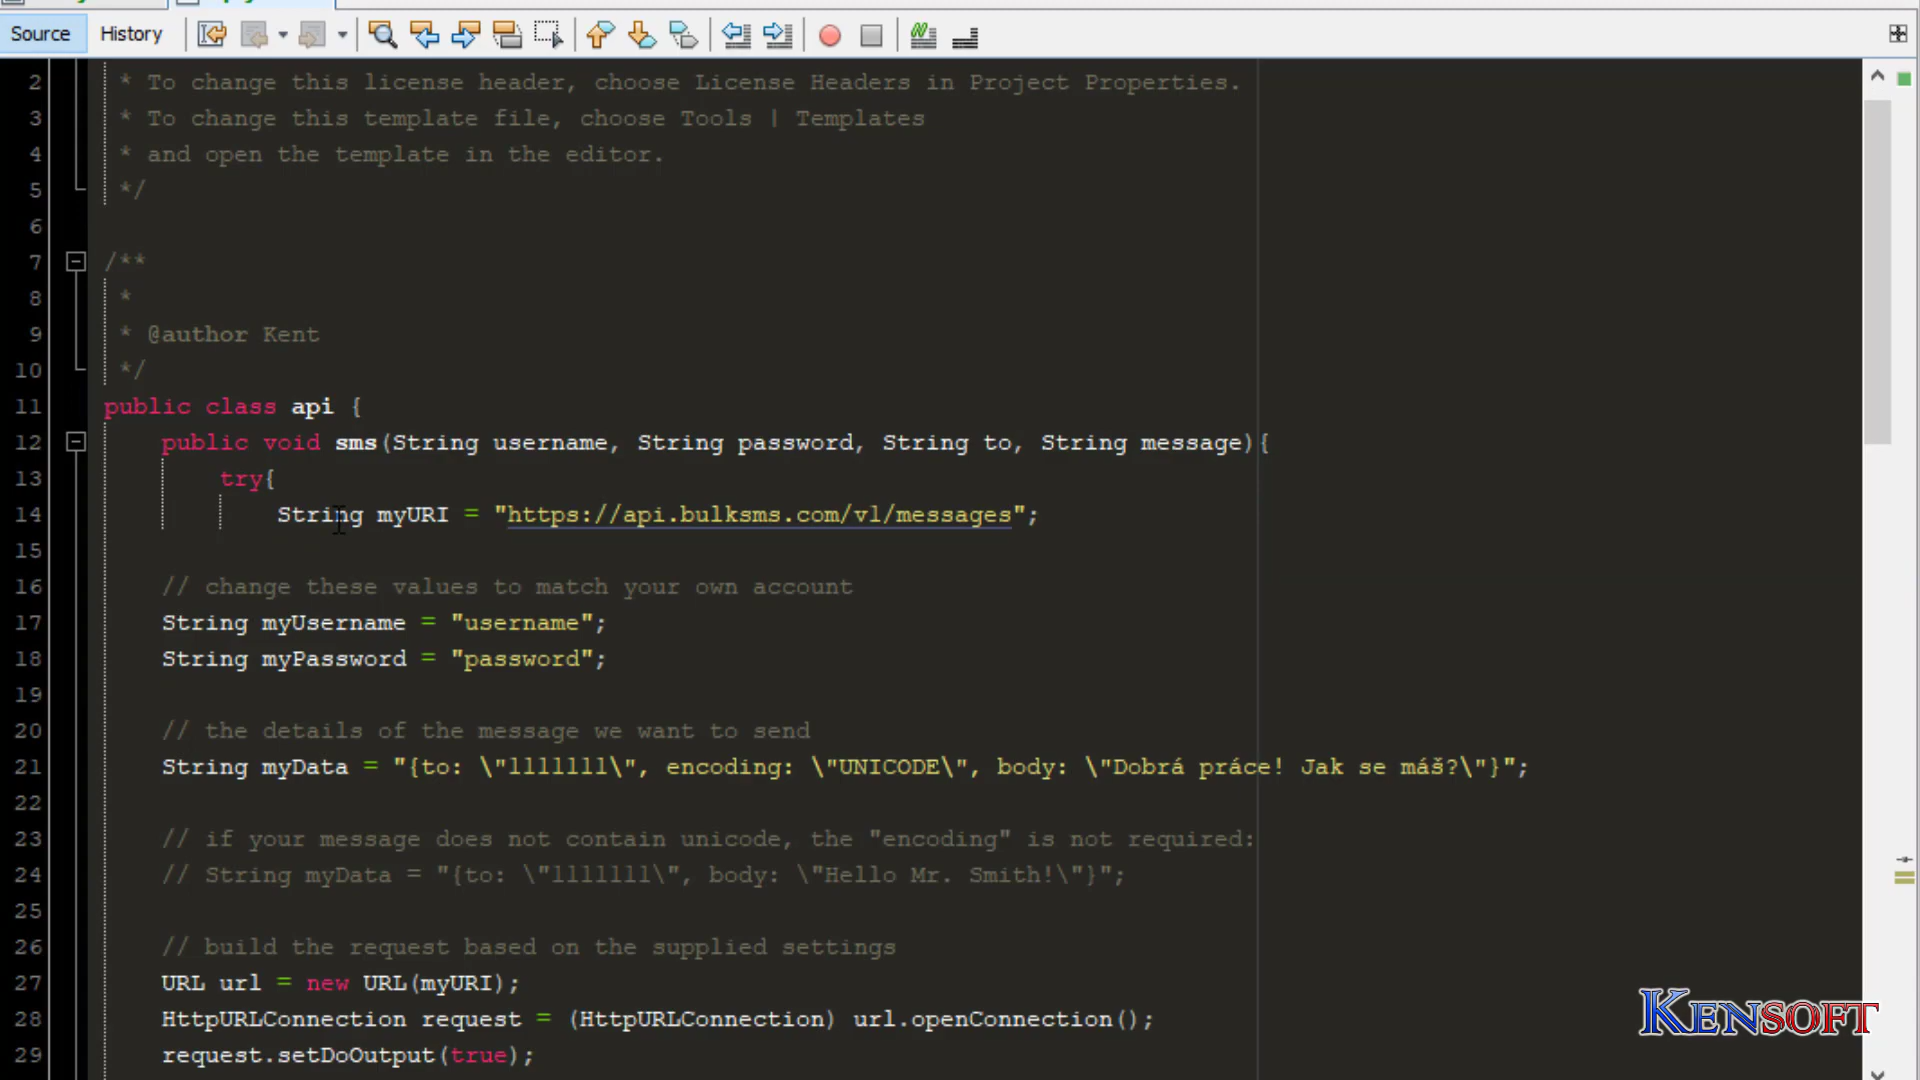 Source History
2 * To change this license header, choose License Headers in Project Properties.
3 * To change this template file, choose Tools | Templates
4 * and open the template in the editor.
5 */
6
7 /**
8 *
9 * @author Kent
10 */
11 public class api {
12 public void sms(String username, String password, String to, String message){
13 try{
14 String myURI = "https://api.bulksms.com/v1/messages";
15
16 // change these values to match your own account
17 String myUsername = "username";
18 String myPassword = "password";
19
20 // the details of the message we want to send
21 String myData = "{to: \"1111111\", encoding: \"UNICODE\", body: \"Dobrá práce! Jak se máš?\"}";
22
23 // if your message does not contain unicode, the "encoding" is not required:
24 // String myData = "{to: \"1111111\", body: \"Hello Mr. Smith!\"}";
25
26 // build the request based on the supplied settings
27 URL url = new URL(myURI);
28 HttpURLConnection request = (HttpURLConnection) url.openConnection();
29 request.setDoOutput(true);
KENSOFT